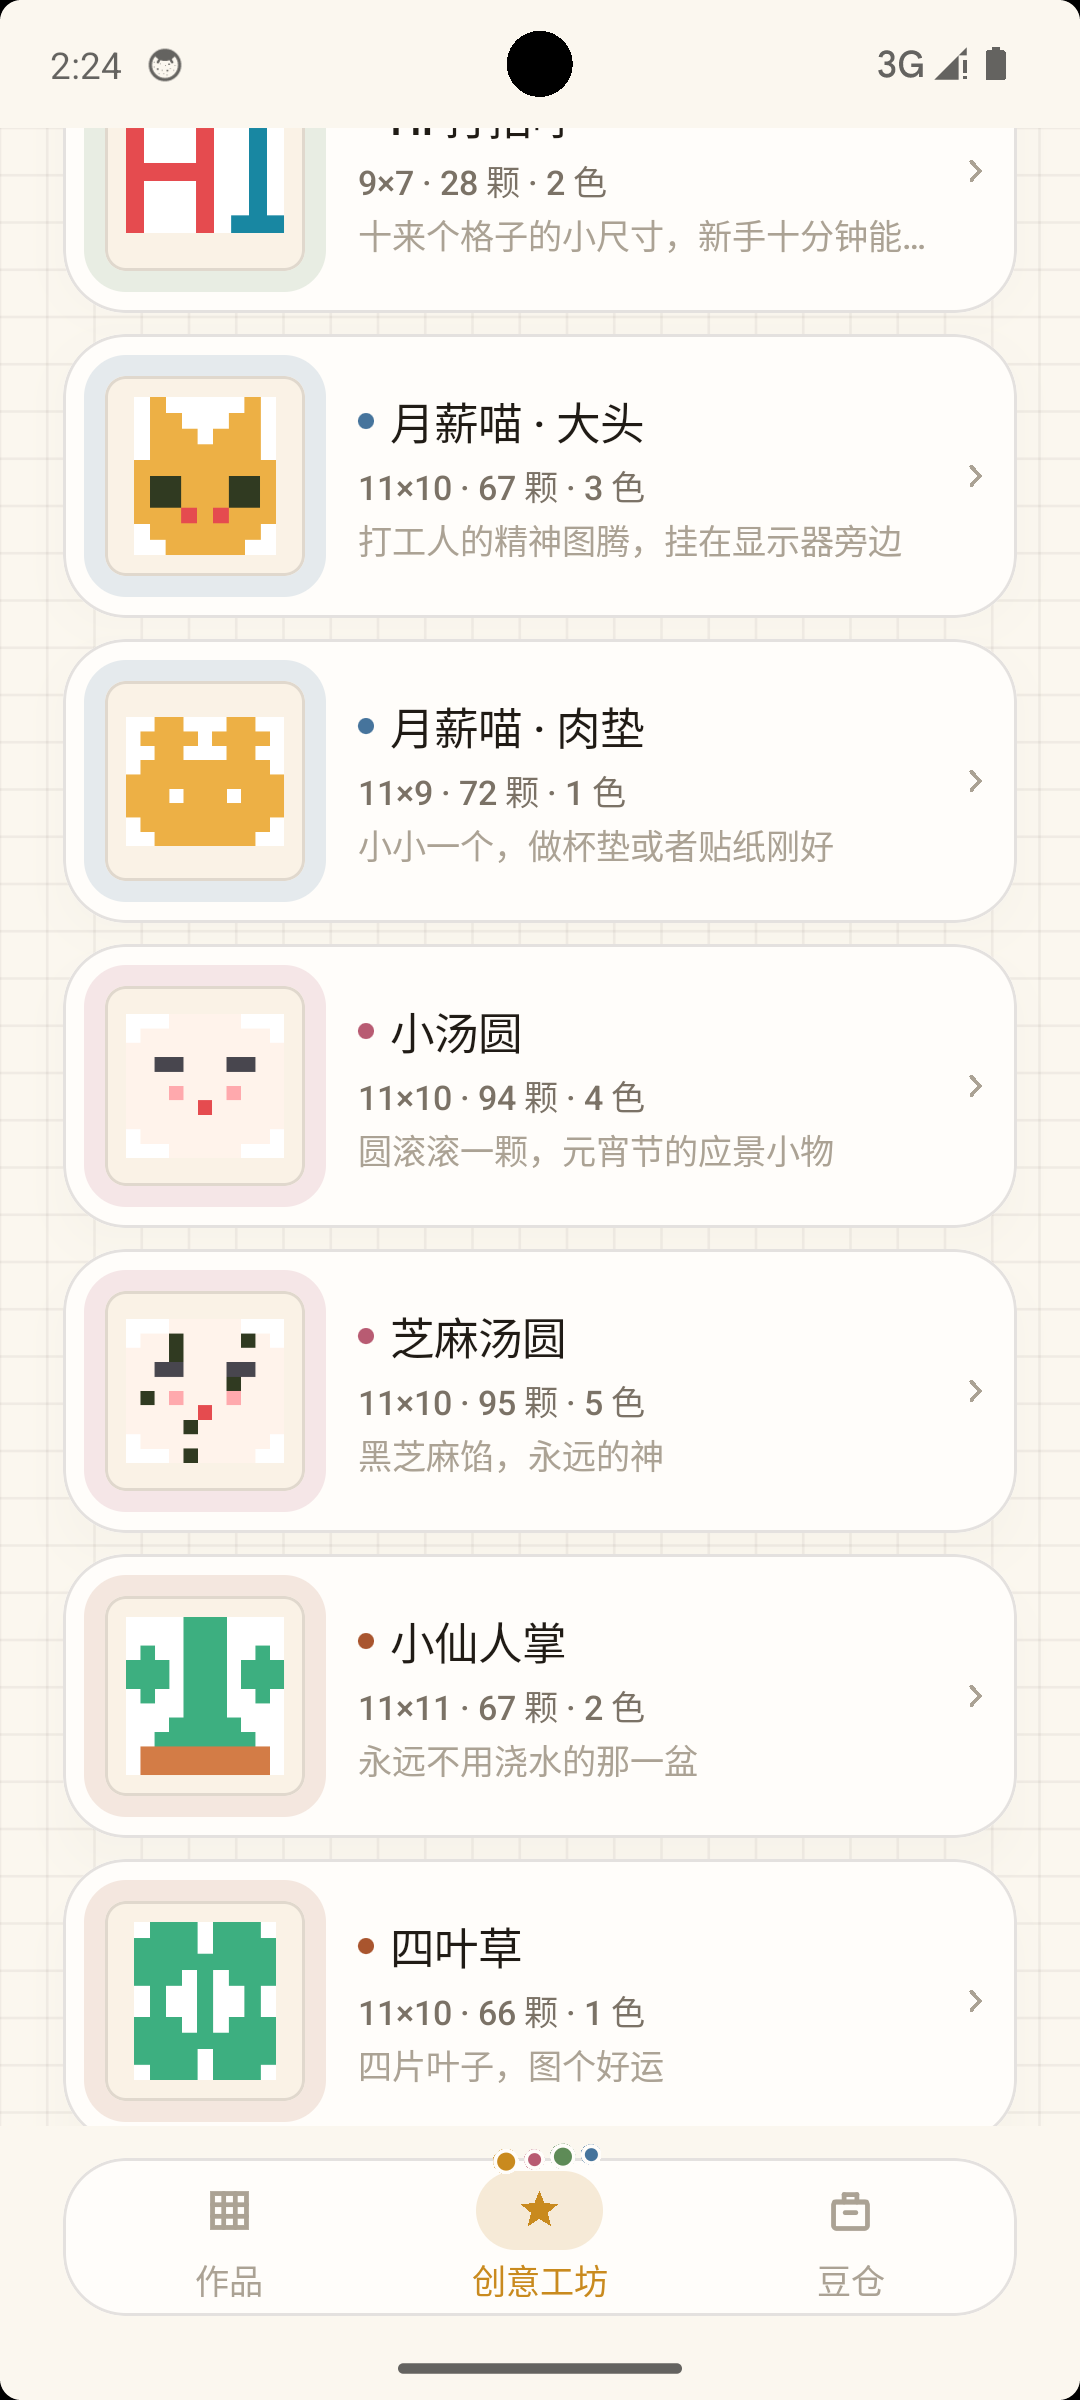 2:24
3G
Hi 打招呼
9×7 · 28 颗 · 2 色
十来个格子的小尺寸，新手十分钟能...
月薪喵 · 大头
11×10 · 67 颗 · 3 色
打工人的精神图腾，挂在显示器旁边
月薪喵 · 肉垫
11×9 · 72 颗 · 1 色
小小一个，做杯垫或者贴纸刚好
小汤圆
11×10 · 94 颗 · 4 色
圆滚滚一颗，元宵节的应景小物
芝麻汤圆
11×10 · 95 颗 · 5 色
黑芝麻馅，永远的神
小仙人掌
11×11 · 67 颗 · 2 色
永远不用浇水的那一盆
四叶草
11×10 · 66 颗 · 1 色
四片叶子，图个好运
作品
创意工坊
豆仓